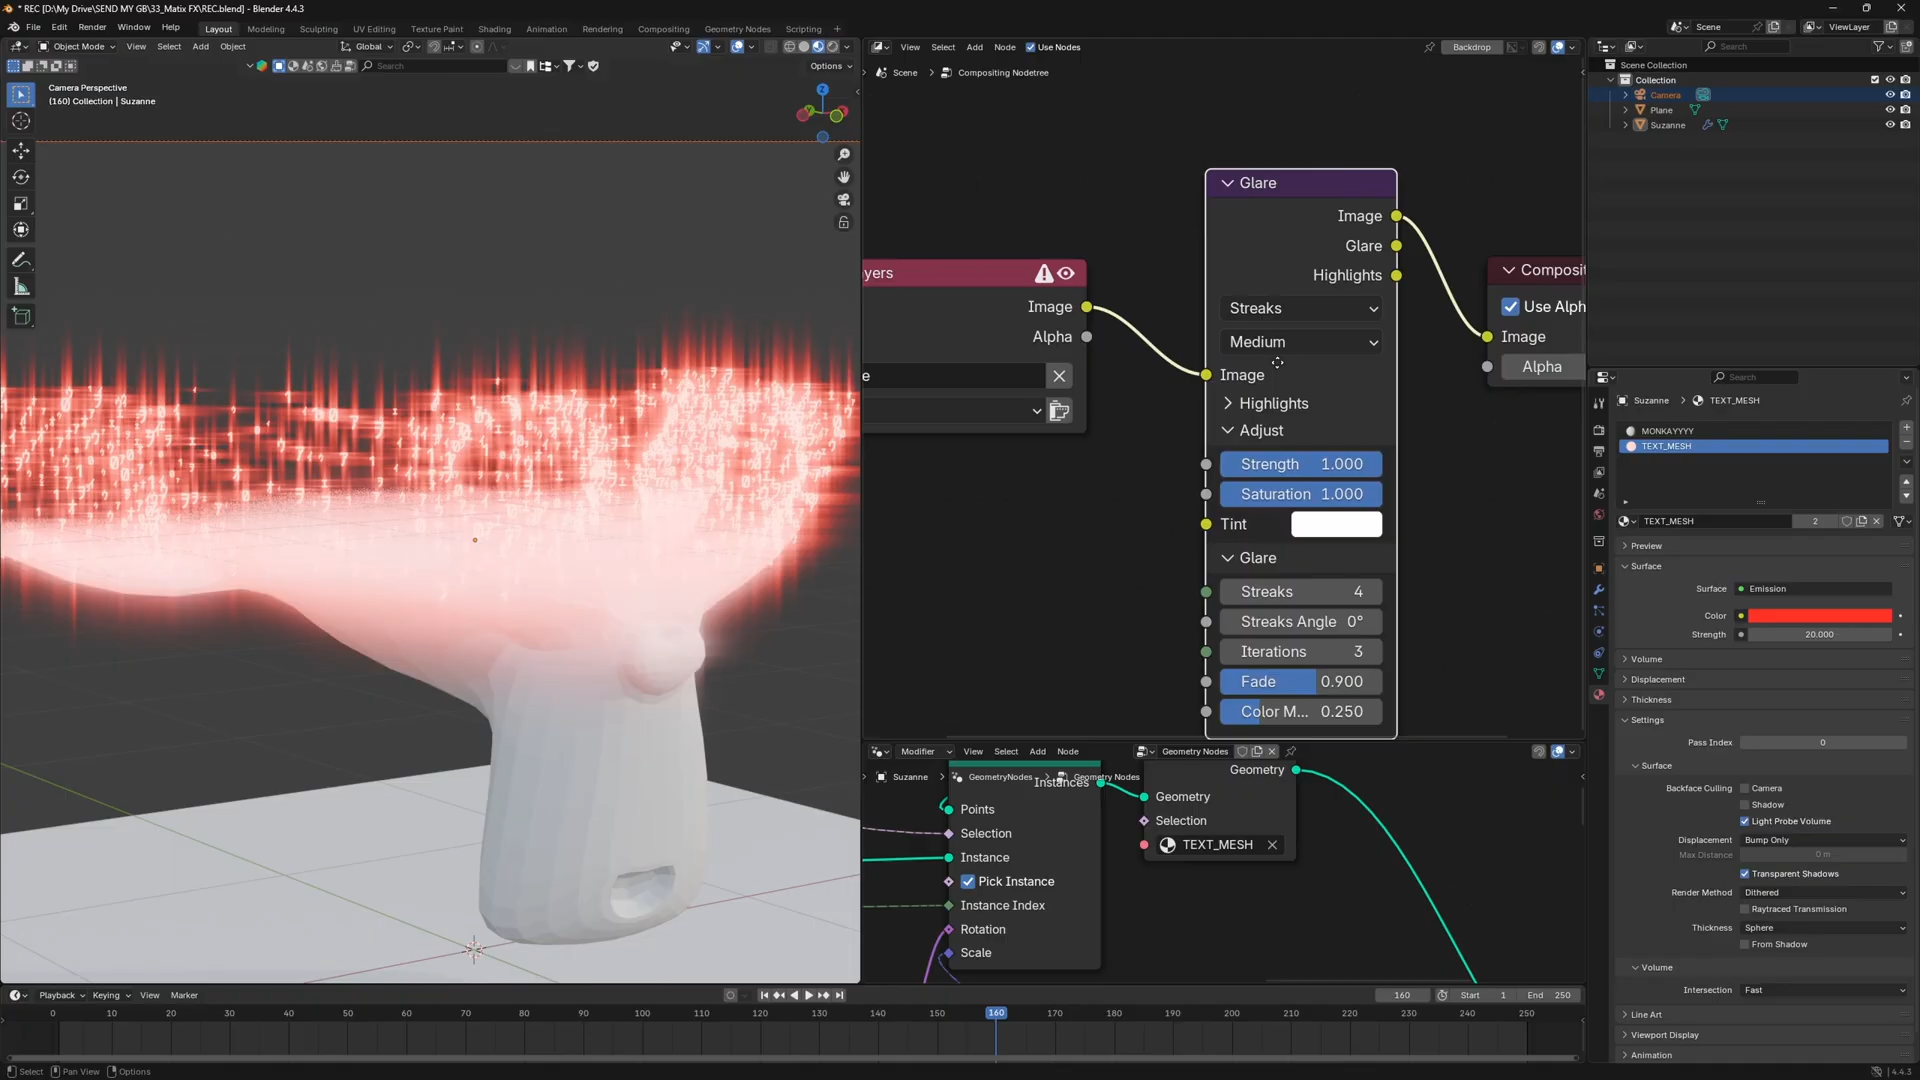 * REC [D:\My Drive\SEND MY GB\33_Matix FX\REC.blend] - Blender 4.4.3
File Edit Render Window Help Layout Modeling Sculpting UV Editing Texture Paint Shading Animation Rendering Compositing Geometry Nodes Scripting + Scene ViewLayer
Object Mode View Select Add Object Global View Select Add Node Use Nodes Backdrop Search
Search Options Scene > Compositing Nodetree Scene Collection
Camera Perspective
(160) Collection | Suzanne
Collection
Camera
Plane
Suzanne
Z
Glare
Image
Glare
Highlights
Streaks
Medium
Image
Highlights
Adjust
Strength 1.000
Saturation 1.000
Tint
Glare
Streaks 4
Streaks Angle 0°
Iterations 3
Fade 0.900
Color M... 0.250
yers
Image
Alpha
e
Composit
Use Alph
Image
Alpha
Search
Suzanne > TEXT_MESH
MONKAYYYY
TEXT_MESH
TEXT_MESH 2
Preview
Surface
Surface Emission
Color
Strength 20.000
Volume
Displacement
Thickness
Settings
Pass Index 0
Surface
Backface Culling Camera
Shadow
Light Probe Volume
Displacement Bump Only
Max Distance 0 m
Transparent Shadows
Render Method Dithered
Raytraced Transmission
Thickness Sphere
From Shadow
Volume
Intersection Fast
Line Art
Viewport Display
Animation
Modifier View Select Add Node Geometry Nodes
Suzanne > GeometryNodes > Geometry Nodes
Instances
Points
Selection
Instance
Pick Instance
Instance Index
Rotation
Scale
Geometry
Geometry
Selection
TEXT_MESH
Playback Keying View Marker 160 Start 1 End 250
0 10 20 30 40 50 60 70 80 90 100 110 120 130 140 150 160 170 180 190 200 210 220 230 240 250
Select Pan View Options 4.4.3